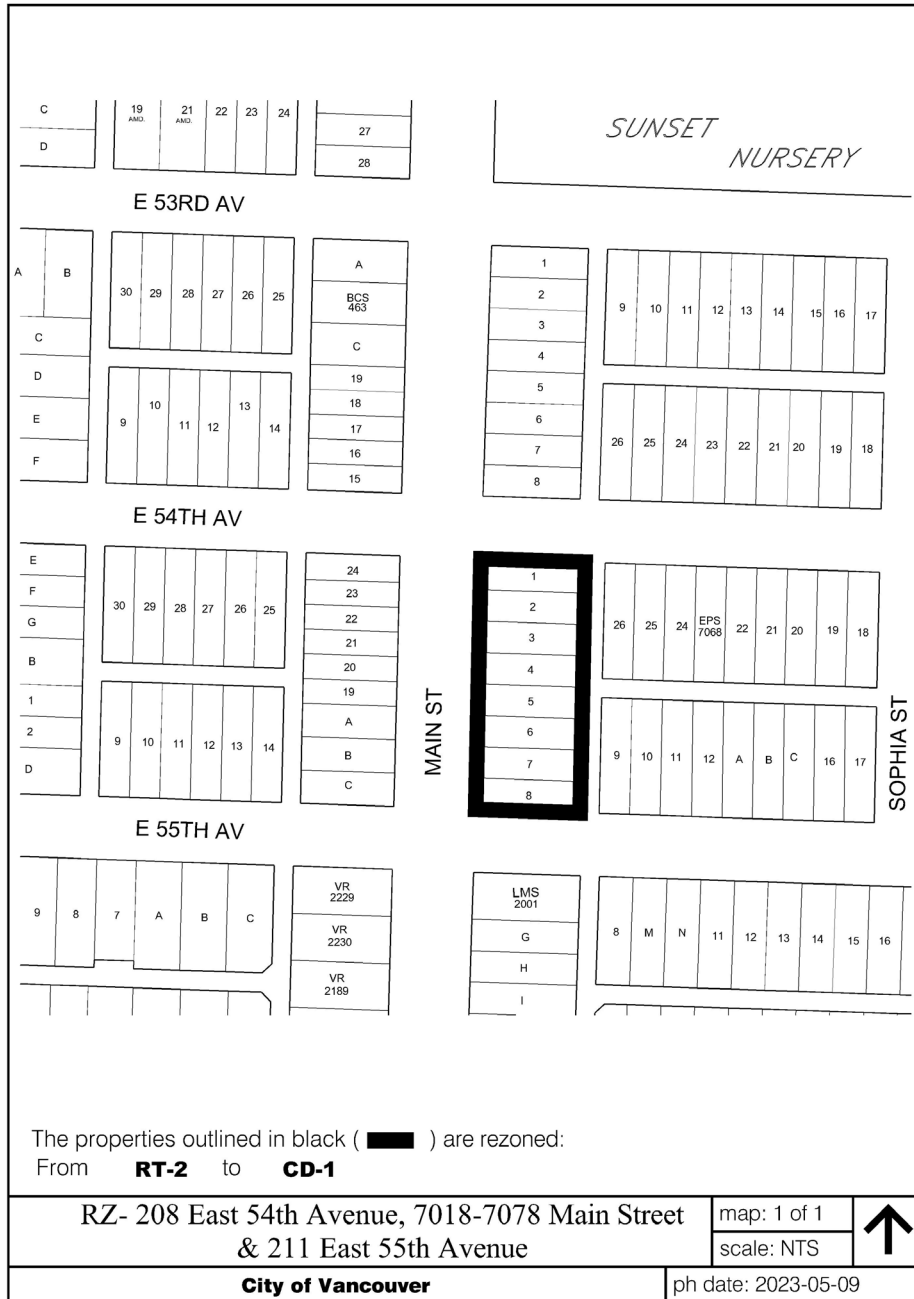 C
D
19
AMD.
21
AMD.
22
23
24
27
28
SUNSET
NURSERY
E 53RD AV
A
B
C
D
E
F
30
29
28
27
26
25
9
10
11
12
13
14
A
BCS
463
C
19
18
17
16
15
1
2
3
4
5
6
7
8
9
10
11
12
13
14
15
16
17
26
25
24
23
22
21
20
19
18
E 54TH AV
E
F
G
B
1
2
D
30
29
28
27
26
25
9
10
11
12
13
14
24
23
22
21
20
19
A
B
C
MAIN ST
1
2
3
4
5
6
7
8
26
25
24
EPS
7068
22
21
20
19
18
9
10
11
12
A
B
C
16
17
SOPHIA ST
E 55TH AV
9
8
7
A
B
C
VR
2229
VR
2230
VR
2189
LMS
2001
G
H
I
8
M
N
11
12
13
14
15
16
The properties outlined in black ( ) are rezoned:
From RT-2 to CD-1
RZ- 208 East 54th Avenue, 7018-7078 Main Street
& 211 East 55th Avenue
map: 1 of 1
scale: NTS
City of Vancouver
ph date: 2023-05-09